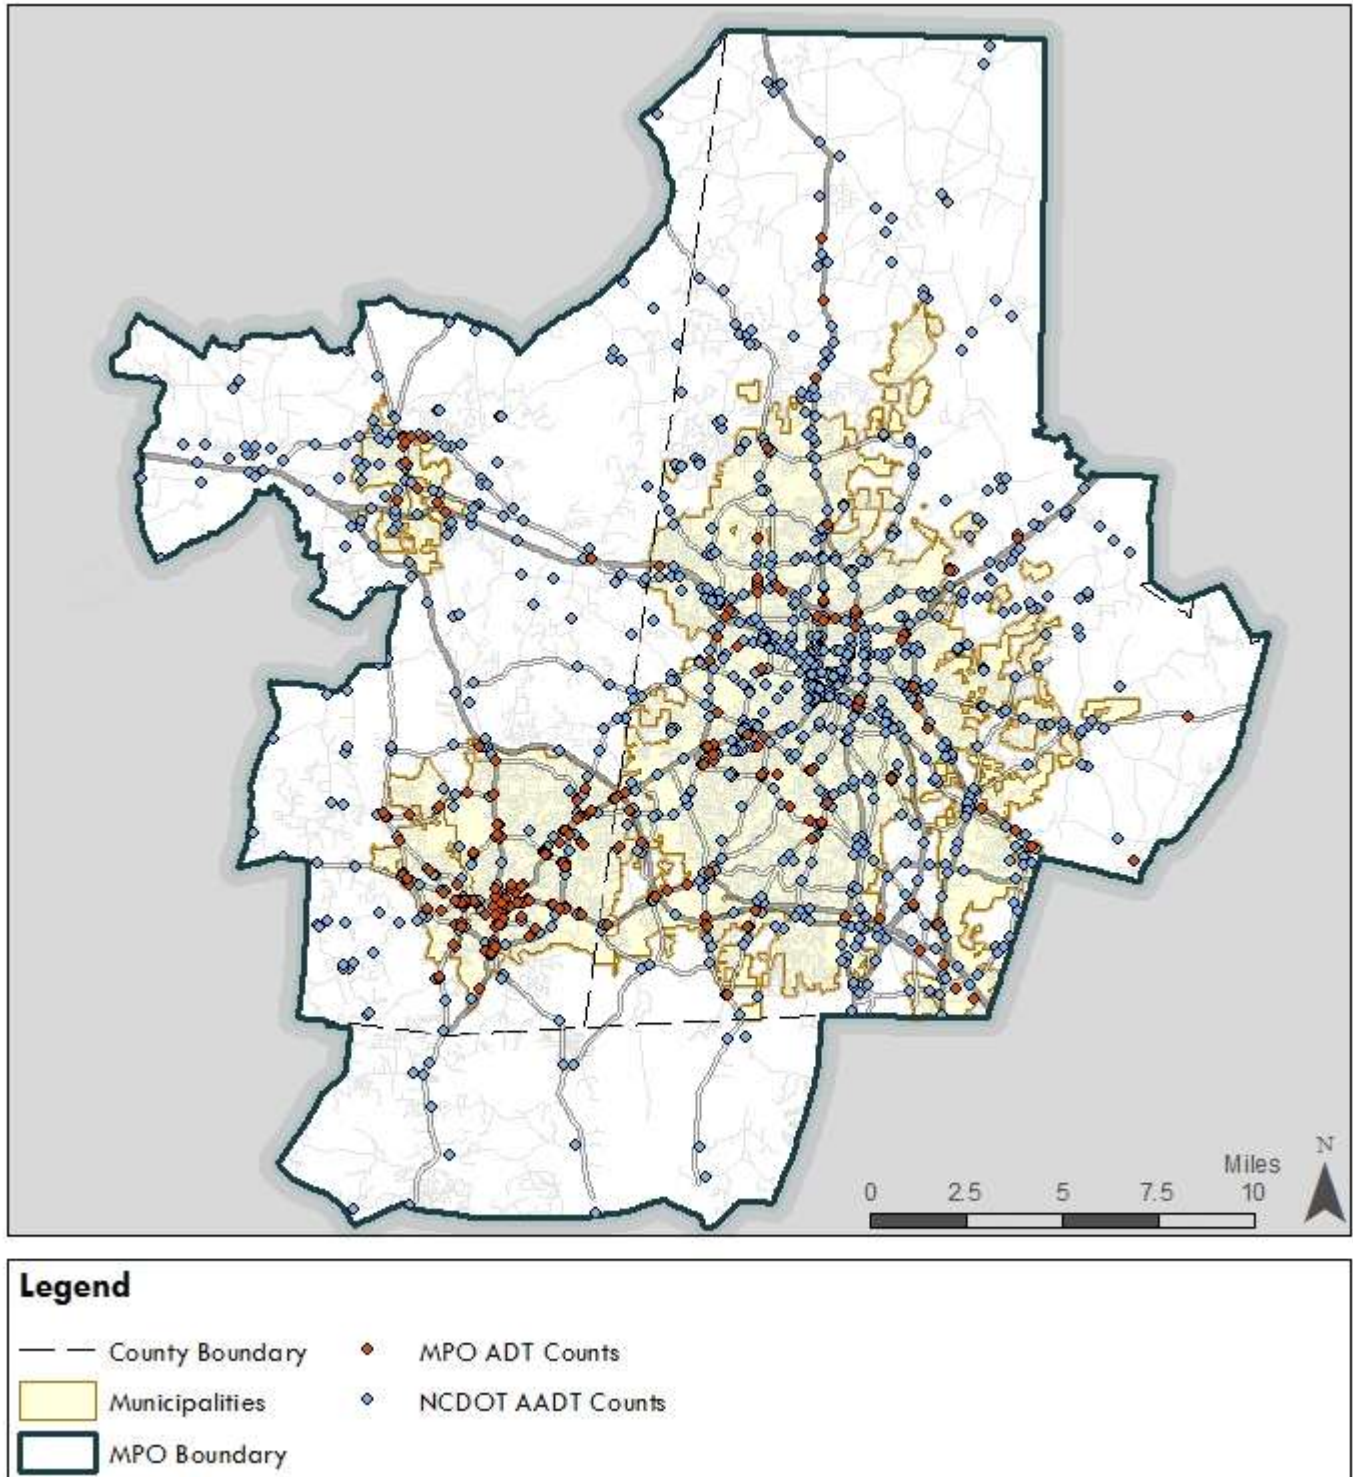 N
Miles
0 2.5 5 7.5 10
Legend
County Boundary MPO ADT Counts
Municipalities NCDOT AADT Counts
MPO Boundary